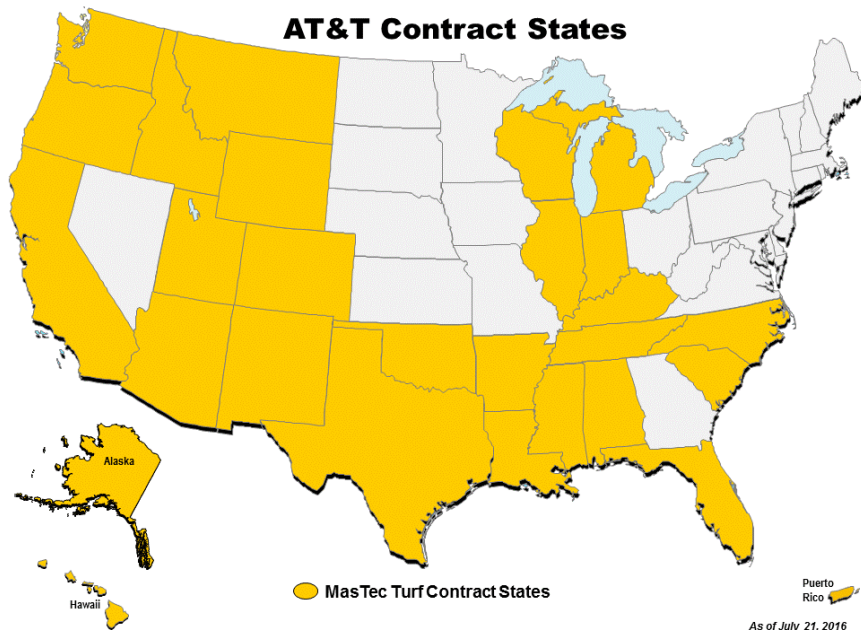 AT&T Contract States
Alaska
Hawaii
MasTec Turf Contract States
Puerto
Rico
As of July 21, 2016